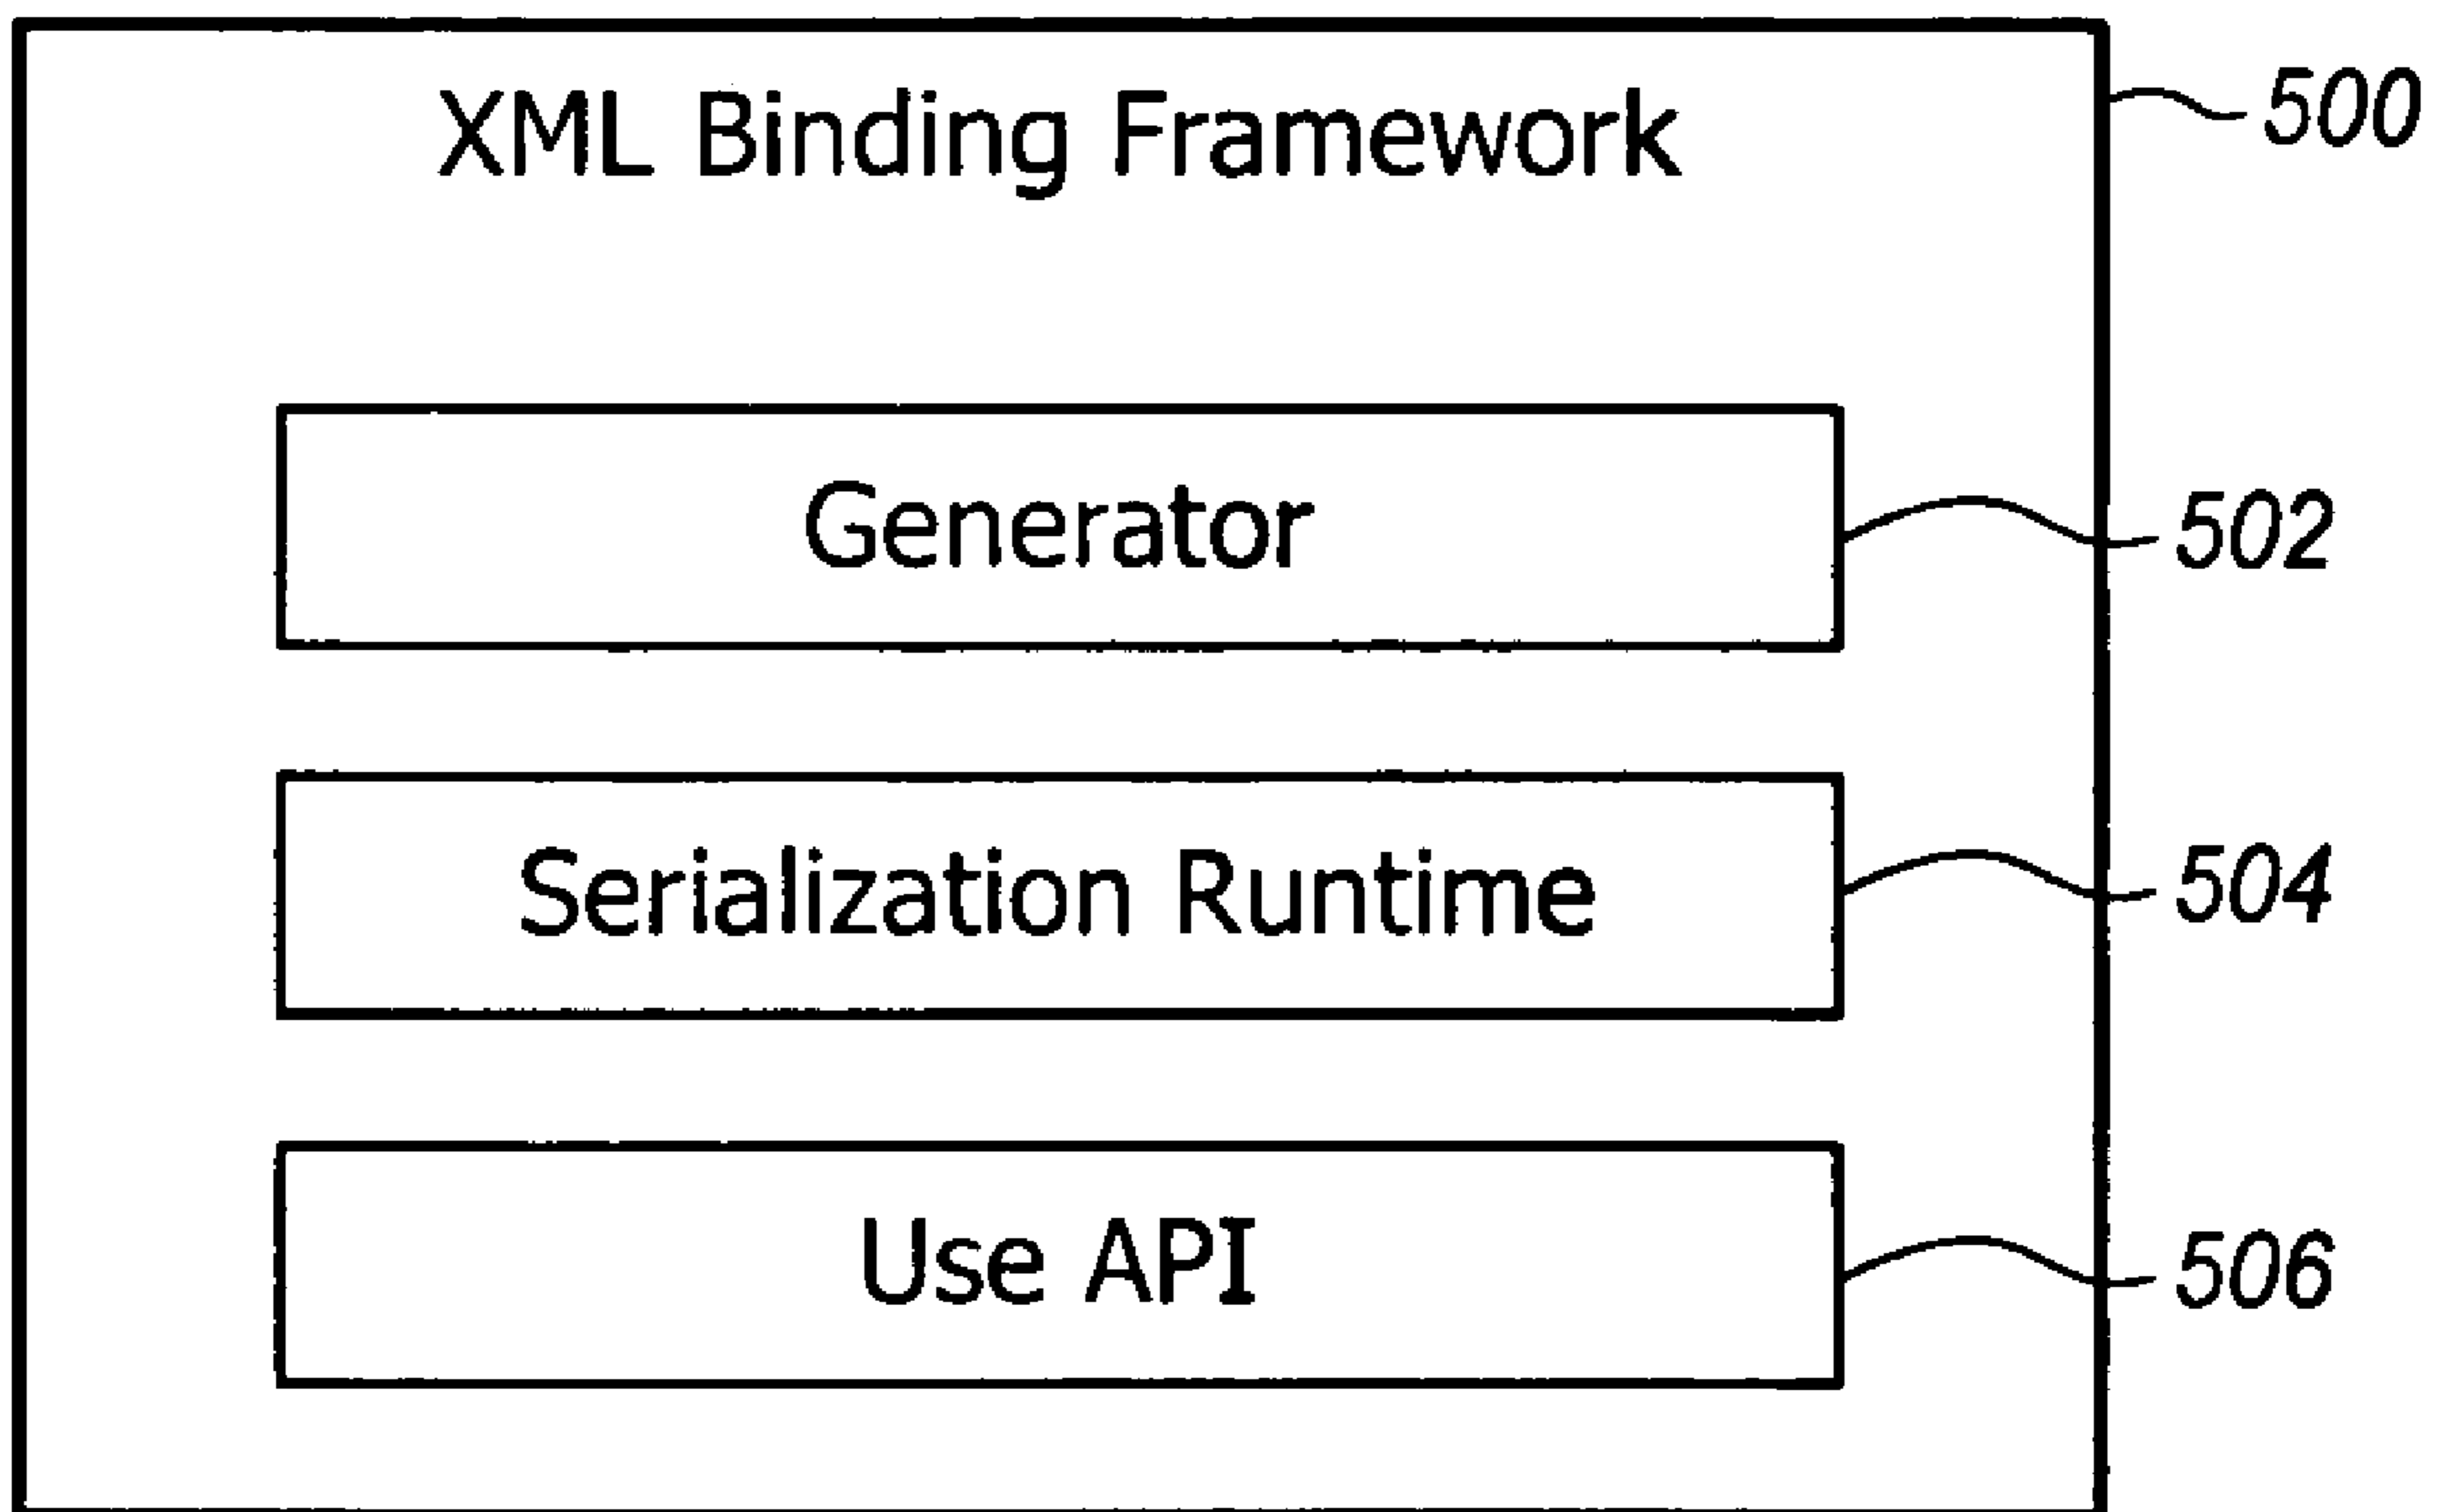 XML Binding Framework
500
Generator
502
Serialization Runtime
504
Use API
506